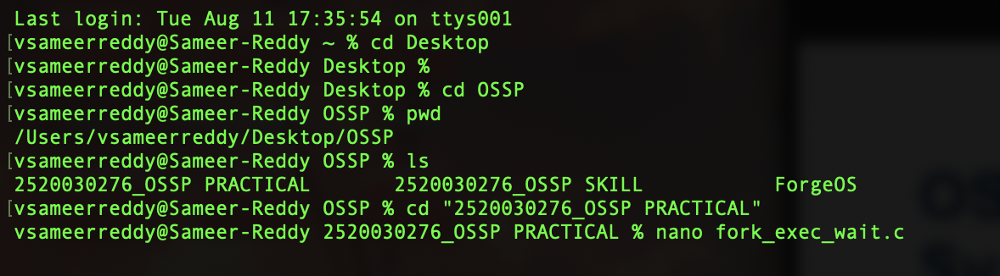 Last login: Tue Aug 11 17:35:54 on ttys001
[vsameerreddy@Sameer-Reddy ~ % cd Desktop
[vsameerreddy@Sameer-Reddy Desktop %
[vsameerreddy@Sameer-Reddy Desktop % cd OSSP
[vsameerreddy@Sameer-Reddy OSSP % pwd
/Users/vsameerreddy/Desktop/OSSP
[vsameerreddy@Sameer-Reddy OSSP % ls
2520030276_OSSP PRACTICAL 2520030276_OSSP SKILL ForgeOS
[vsameerreddy@Sameer-Reddy OSSP % cd "2520030276_OSSP PRACTICAL"
vsameerreddy@Sameer-Reddy 2520030276_OSSP PRACTICAL % nano fork_exec_wait.c